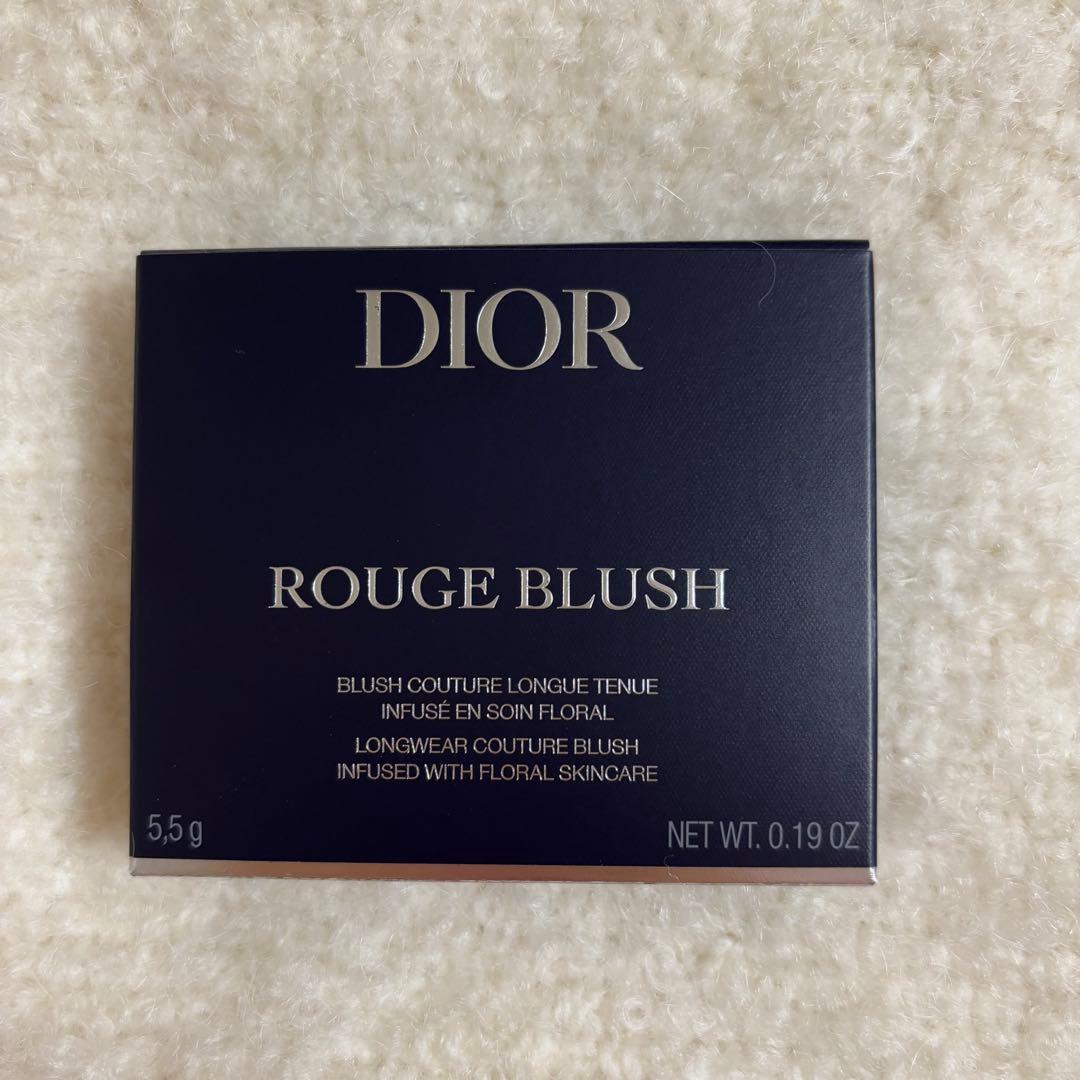 DIOR
ROUGE BLUSH
BLUSH COUTURE LONGUE TENUE
INFUSÉ EN SOIN FLORAL
LONGWEAR COUTURE BLUSH
INFUSED WITH FLORAL SKINCARE
5,5 g NET WT. 0.19 OZ